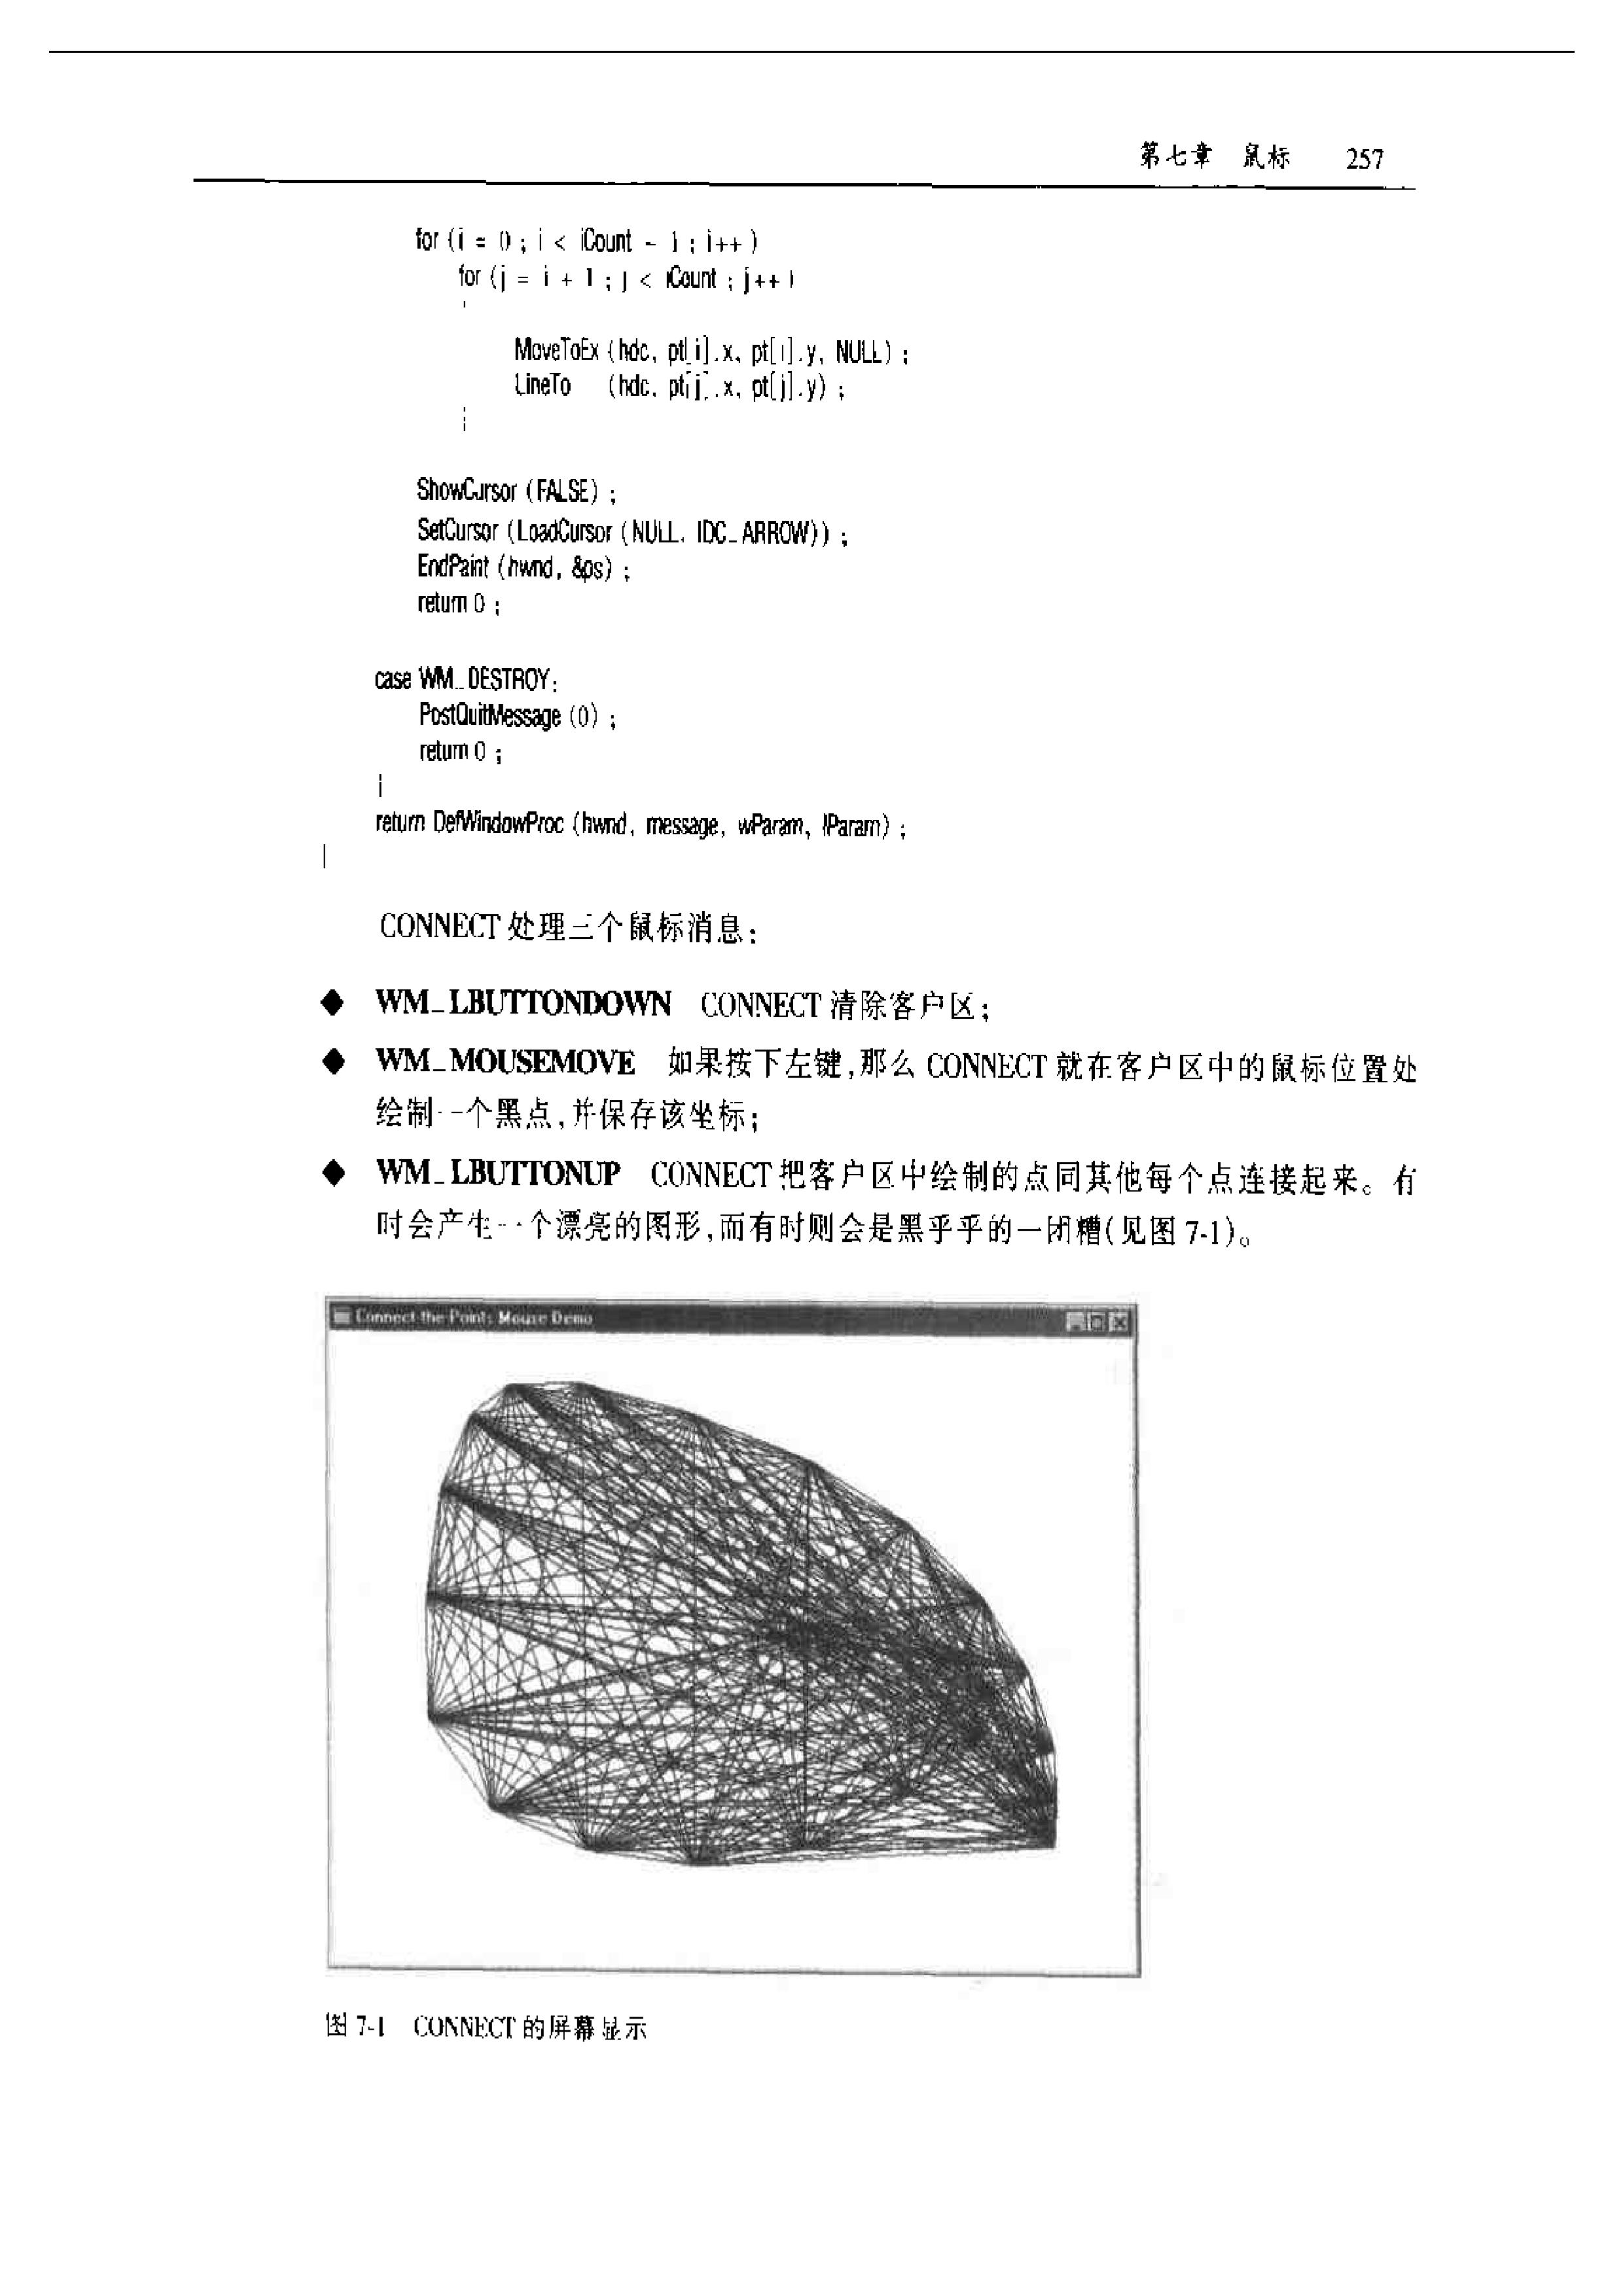 第七章 鼠标 257
for (i = 0 ; i < iCount - 1 ; i++ )
for (j = i + 1 ; j < iCount ; j++ )
{
MoveToEx (hdc, pt[i].x, pt[i].y, NULL) ;
LineTo (hdc, pt[j].x, pt[j].y) ;
}
ShowCursor (FALSE) ;
SetCursor (LoadCursor (NULL, IDC_ARROW)) ;
EndPaint (hwnd, &ps) ;
return 0 ;
case WM_DESTROY:
PostQuitMessage (0) ;
return 0 ;
}
return DefWindowProc (hwnd, message, wParam, lParam) ;
}
CONNECT 处理三个鼠标消息:
◆ WM_LBUTTONDOWN CONNECT 清除客户区;
◆ WM_MOUSEMOVE 如果按下左键,那么 CONNECT 就在客户区中的鼠标位置处
绘制一个黑点,并保存该坐标;
◆ WM_LBUTTONUP CONNECT 把客户区中绘制的点同其他每个点连接起来。有
时会产生一个漂亮的图形,而有时则会是黑乎乎的一闭糟(见图 7-1)。
Connect-the-Points Mouse Demo
图 7-1 CONNECT 的屏幕显示